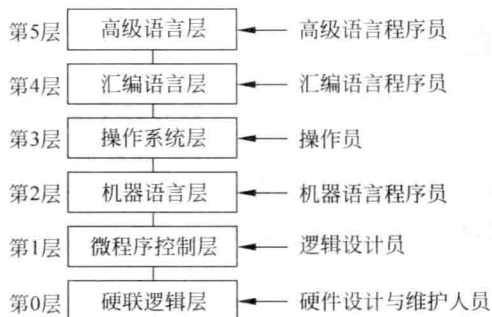 第5层 高级语言层 高级语言程序员
第4层 汇编语言层 汇编语言程序员
第3层 操作系统层 操作员
第2层 机器语言层 机器语言程序员
第1层 微程序控制层 逻辑设计员
第0层 硬联逻辑层 硬件设计与维护人员